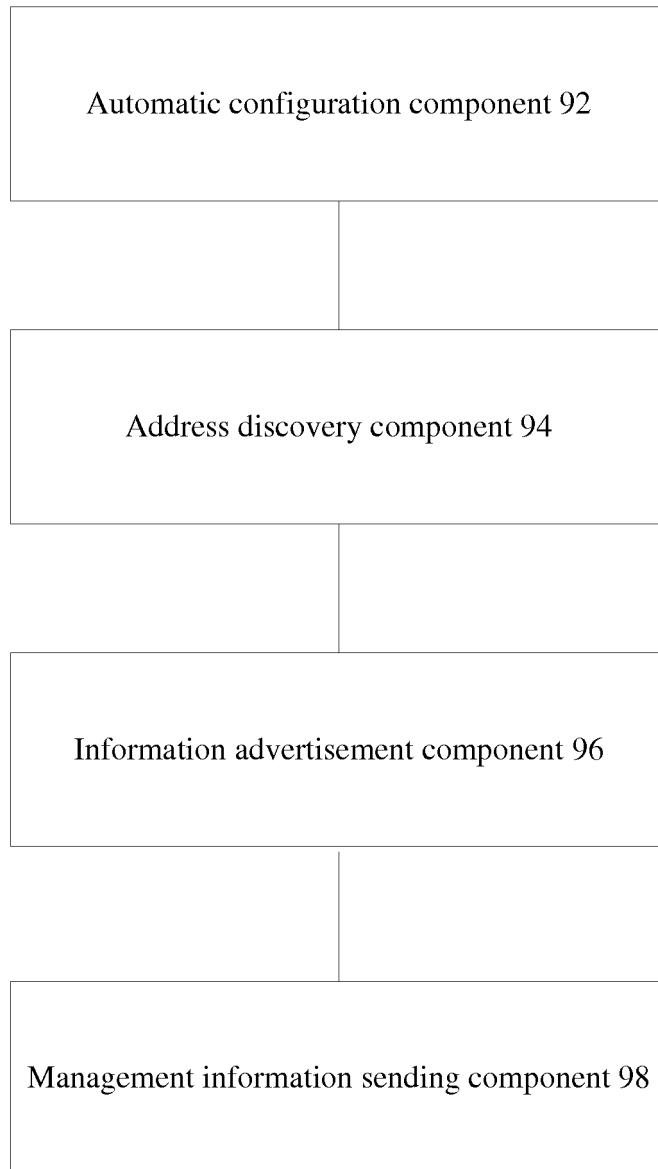 Automatic configuration component 92
Address discovery component 94
Information advertisement component 96
Management information sending component 98